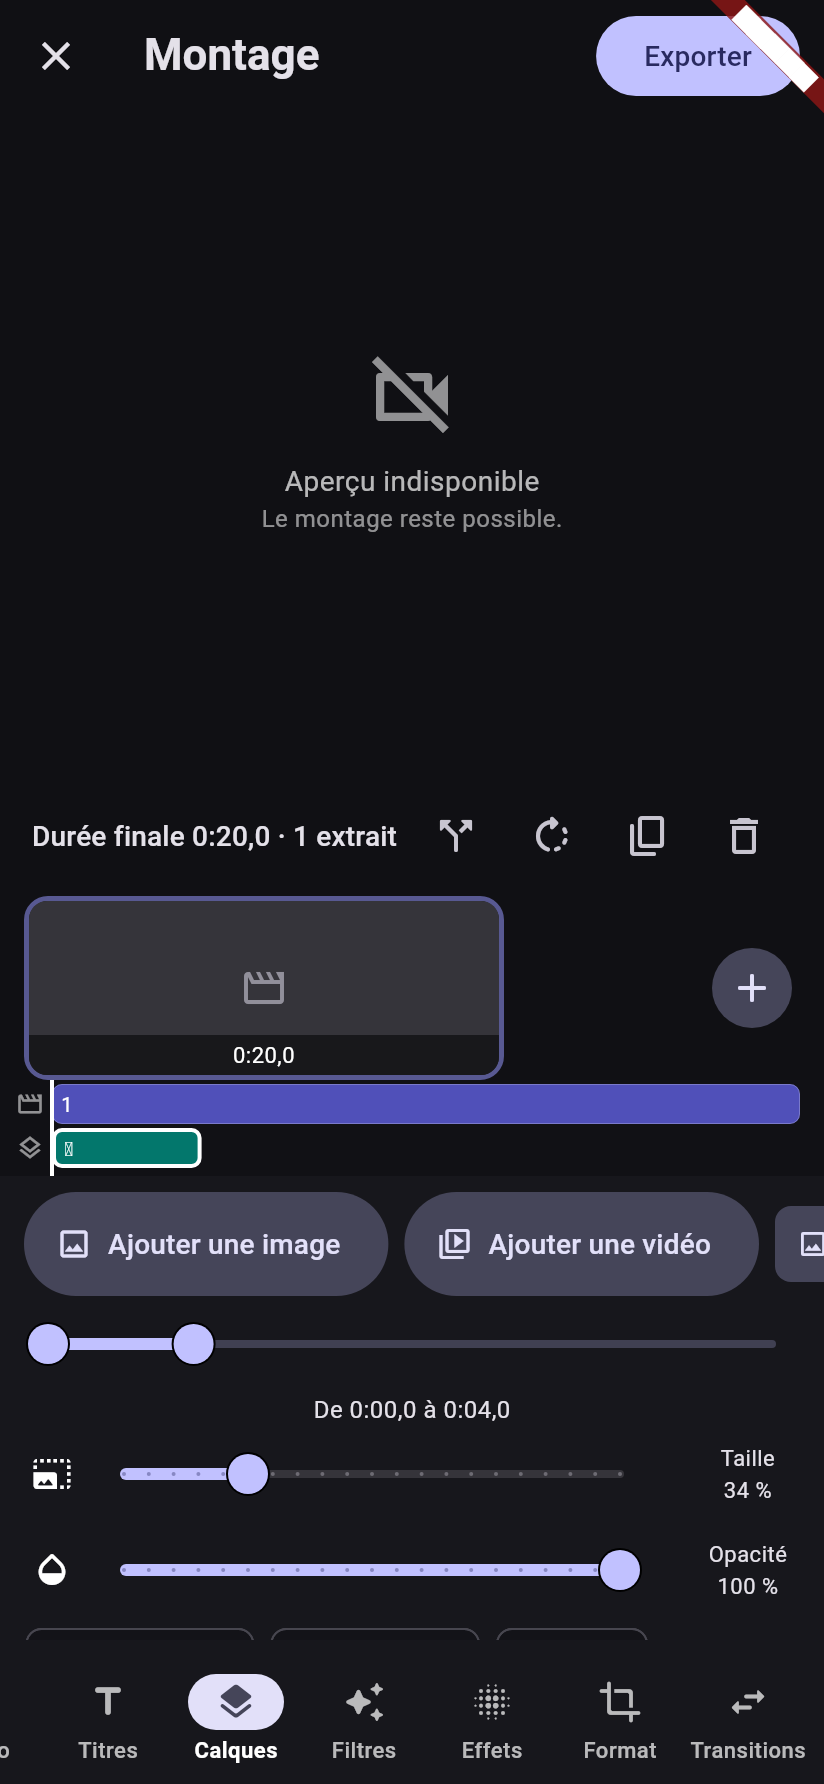 Montage
Exporter
Aperçu indisponible
Le montage reste possible.
Durée finale 0:20,0 · 1 extrait
0:20,0
1
Ajouter une image
Ajouter une vidéo
De 0:00,0 à 0:04,0
Taille
34 %
Opacité
100 %
o
Titres
Calques
Filtres
Effets
Format
Transitions